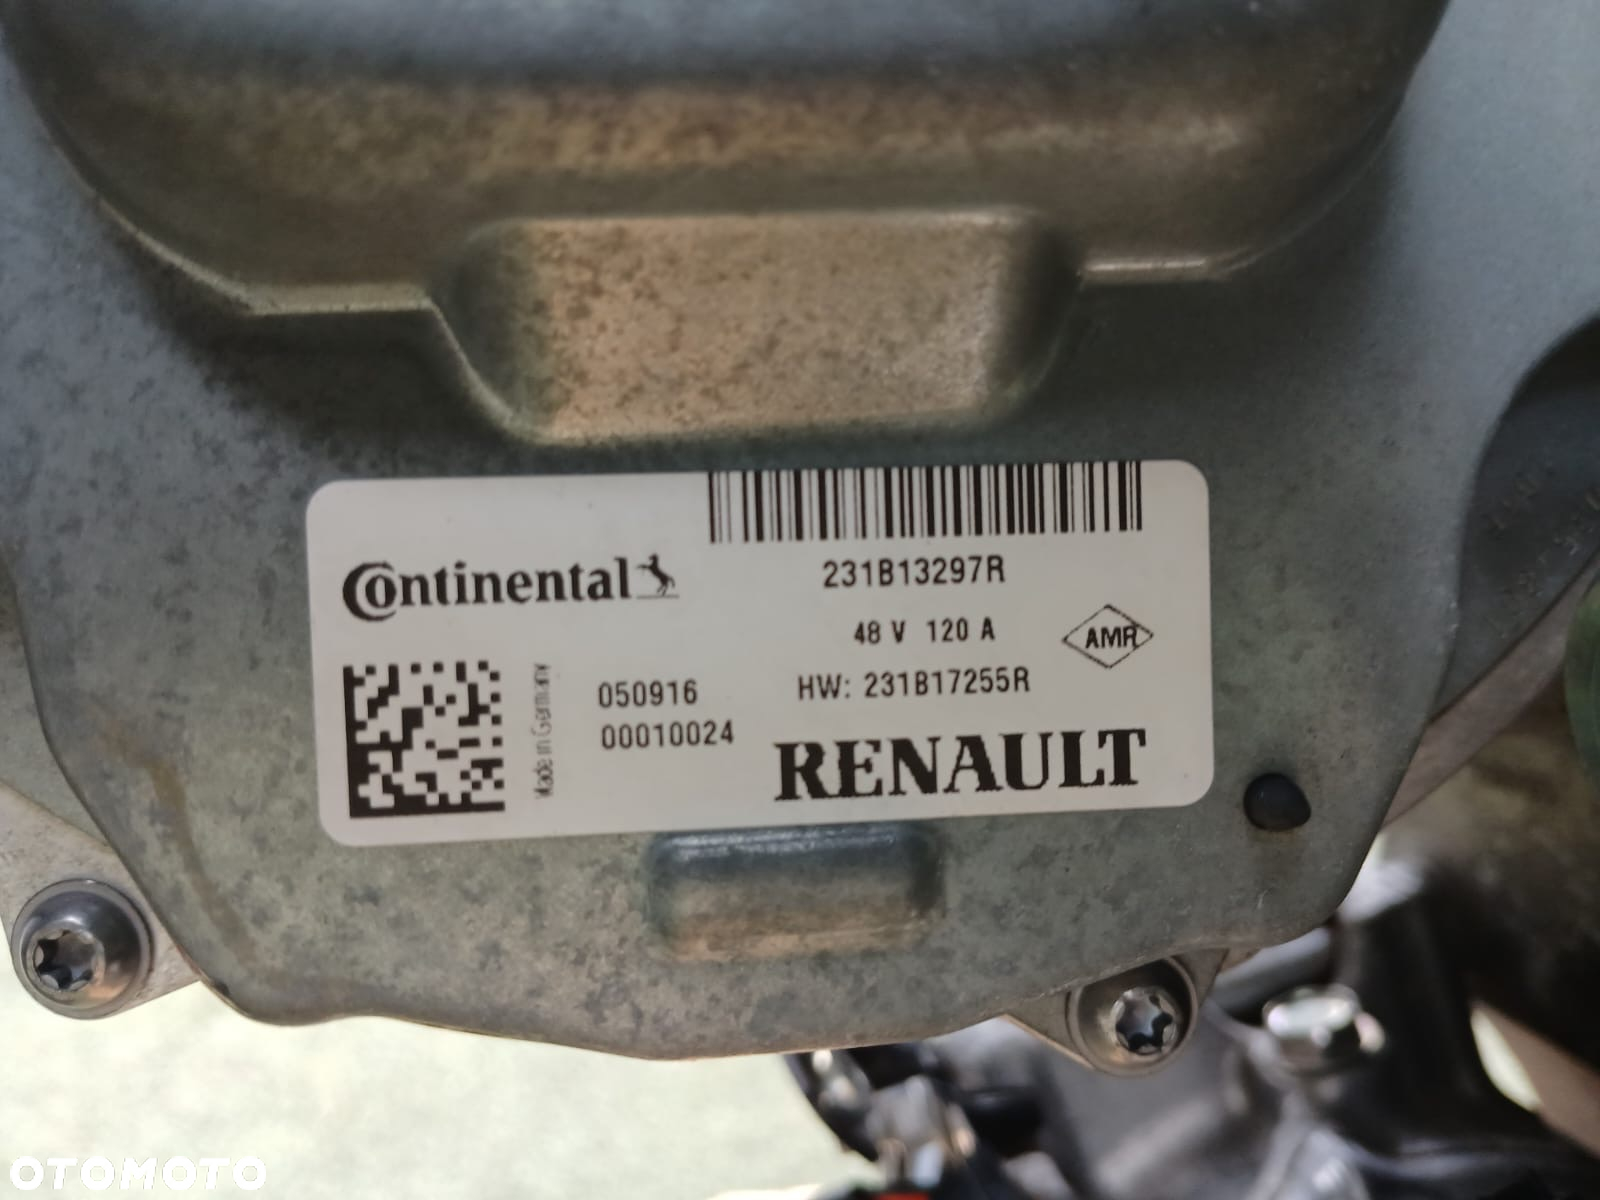 Continental
231B13297R
48 V 120 A
AMR
HW: 231B17255R
050916
00010024
Made in Germany
RENAULT
OTOMOTO